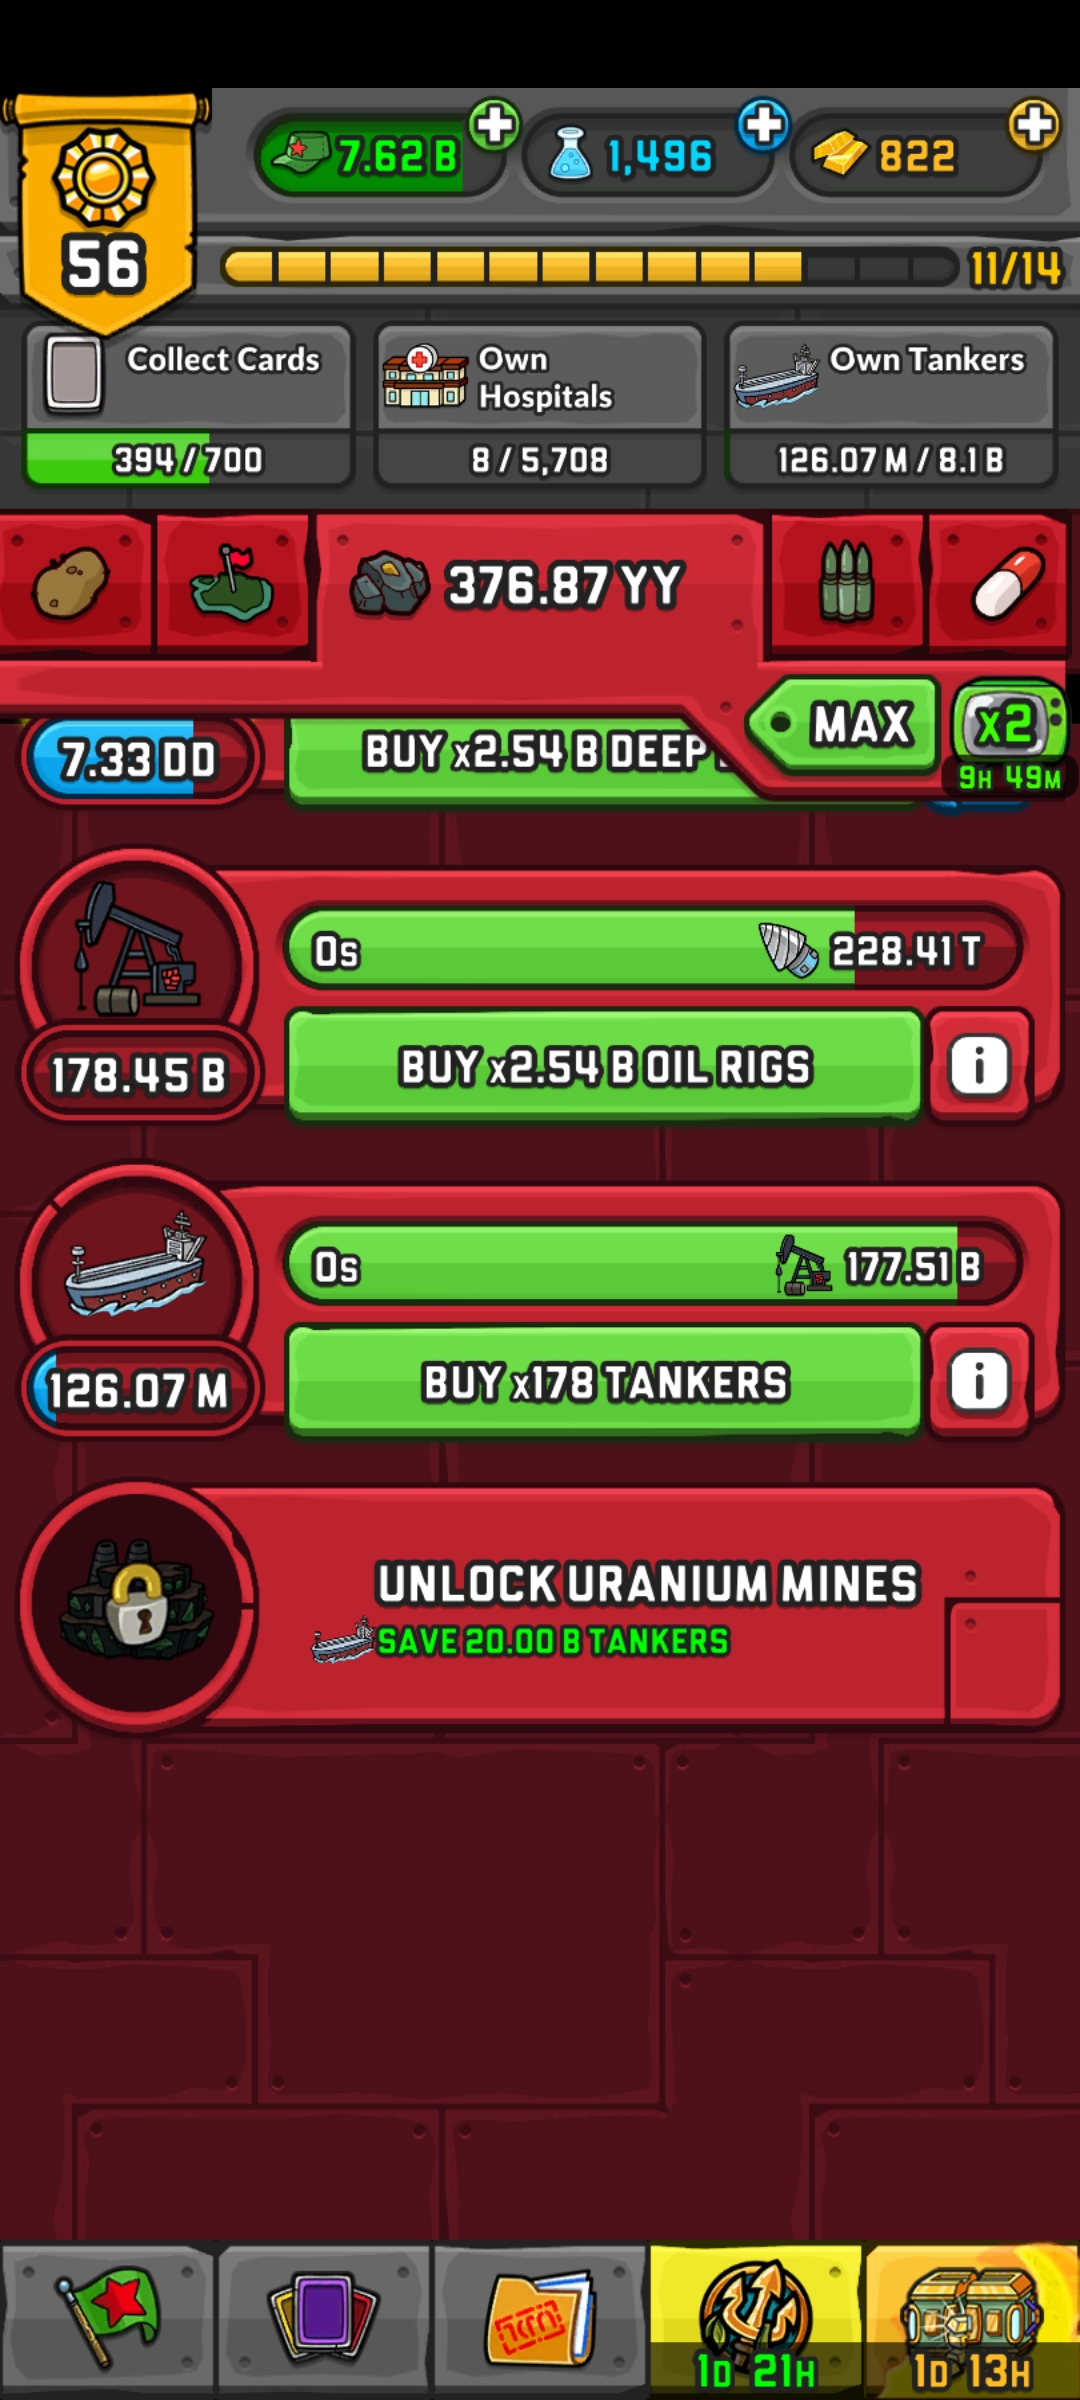 7.62 B
1,496
822
56
11/14
Collect Cards
394 / 700
Own
Hospitals
8 / 5,708
Own Tankers
126.07 M / 8.1 B
376.87 YY
MAX
x2
9H 49M
7.33 DD
BUY x2.54 B DEEP
0s
228.41 T
178.45 B
BUY x2.54 B OIL RIGS
i
0s
177.51 B
126.07 M
BUY x178 TANKERS
i
UNLOCK URANIUM MINES
SAVE 20.00 B TANKERS
1D 21H
1D 13H